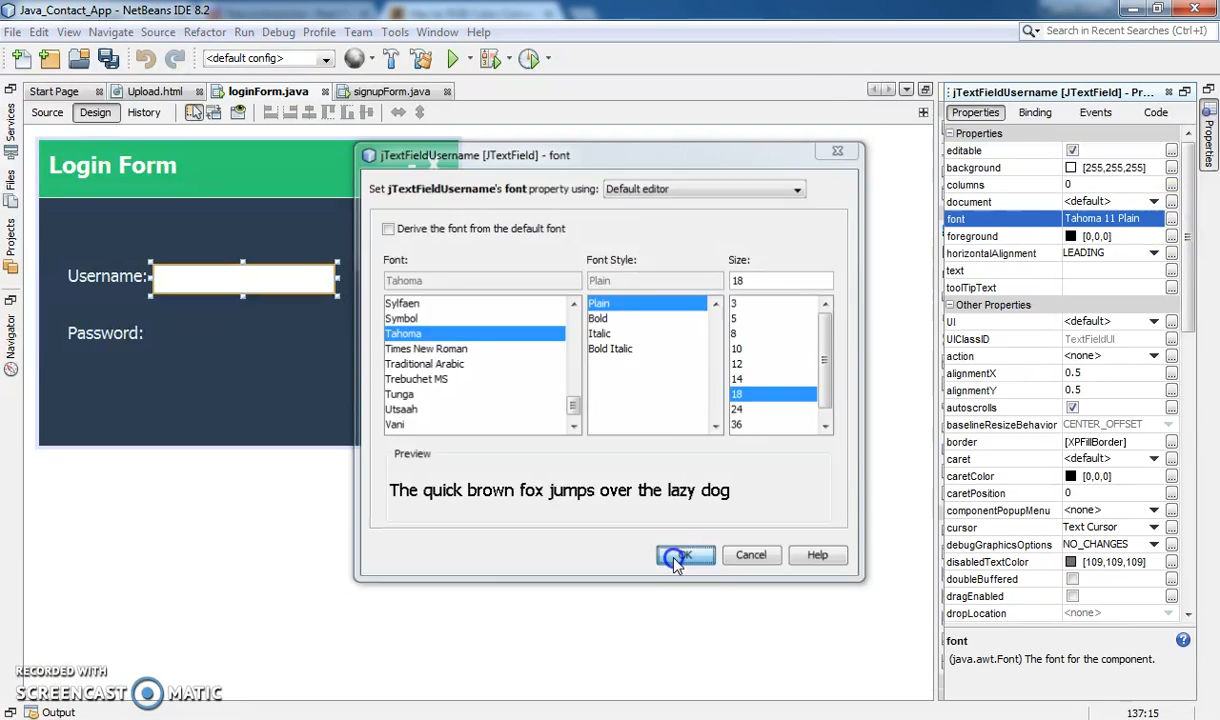 Java_Contact_App - NetBeans IDE 8.2
File Edit View Navigate Source Refactor Run Debug Profile Team Tools Window Help
Search in Recent Searches (Ctrl+I)
<default config>
Start Page Upload.html loginForm.java signupForm.java
Source Design History
Services
Files
Projects
Navigator
Login Form
Username:
Password:
jTextFieldUsername [JTextField] - font
Set jTextFieldUsername's font property using: Default editor
Derive the font from the default font
Font: Font Style: Size:
Tahoma Plain 18
Sylfaen Plain 3
Symbol Bold 5
Tahoma Italic 8
Times New Roman Bold Italic 10
Traditional Arabic 12
Trebuchet MS 14
Tunga 18
Utsaah 24
Vani 36
Preview
The quick brown fox jumps over the lazy dog
OK Cancel Help
jTextFieldUsername [JTextField] - Pr...
Properties Binding Events Code
Properties
Properties
editable
background [255,255,255] ...
columns 0 ...
document <default> ...
font Tahoma 11 Plain ...
foreground [0,0,0] ...
horizontalAlignment LEADING ...
text ...
toolTipText ...
Other Properties
UI <default> ...
UIClassID TextFieldUI ...
action <none> ...
alignmentX 0.5 ...
alignmentY 0.5 ...
autoscrolls ...
baselineResizeBehavior CENTER_OFFSET
border [XPFillBorder] ...
caret <default> ...
caretColor [0,0,0] ...
caretPosition 0 ...
componentPopupMenu <none> ...
cursor Text Cursor ...
debugGraphicsOptions NO_CHANGES ...
disabledTextColor [109,109,109] ...
doubleBuffered ...
dragEnabled ...
dropLocation <none> ...
font
(java.awt.Font) The font for the component.
RECORDED WITH
SCREENCAST MATIC
Output
137:15